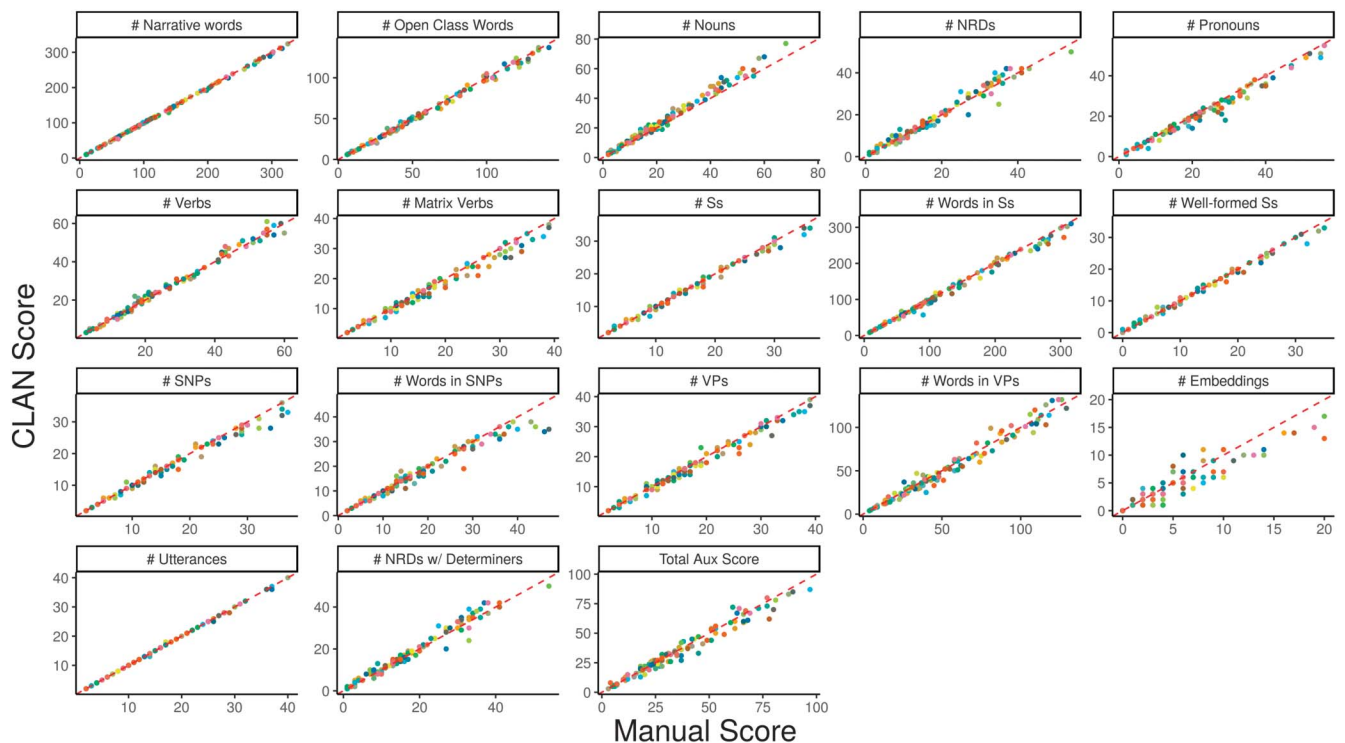 # Narrative words
# Open Class Words
# Nouns
# NRDs
# Pronouns
300
200
100
0
0 100 200 300
100
50
0
0 50 100
80
60
40
20
0
0 20 40 60 80
40
20
0
0 20 40
40
20
0
0 20 40
# Verbs
# Matrix Verbs
# Ss
# Words in Ss
# Well-formed Ss
60
40
20
20 40 60
40
30
20
10
10 20 30 40
30
20
10
10 20 30
300
200
100
0
0 100 200 300
30
20
10
0
0 10 20 30
CLAN Score
# SNPs
# Words in SNPs
# VPs
# Words in VPs
# Embeddings
30
20
10
10 20 30
40
30
20
10
0
0 10 20 30 40
40
30
20
10
0
10 20 30 40
100
50
0
0 50 100
20
15
10
5
0
0 5 10 15 20
# Utterances
# NRDs w/ Determiners
Total Aux Score
40
30
20
10
10 20 30 40
40
20
0
0 20 40
100
75
50
25
0
0 25 50 75 100
Manual Score